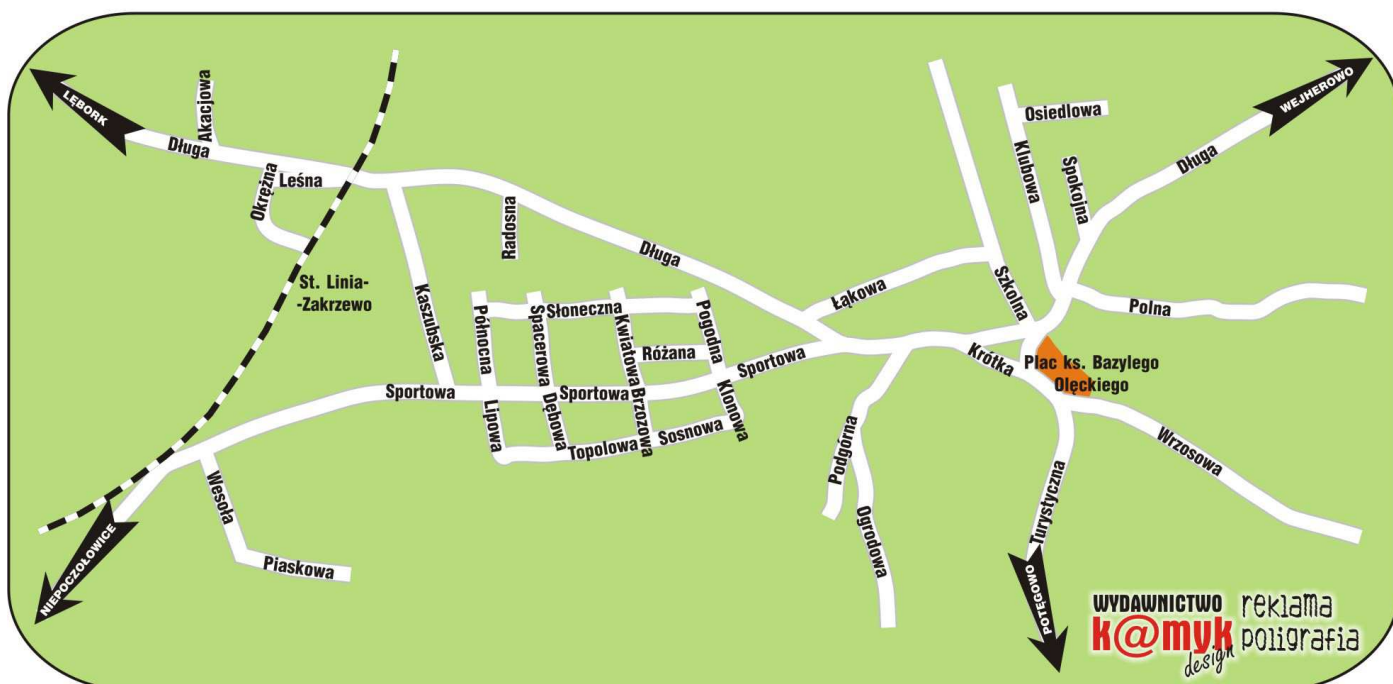 LĘBORK
Akacjowa
Długa
Okrężna
Leśna
St. Linia-
-Zakrzewo
Kaszubska
Radosna
Długa
Łąkowa
Szkolna
Klubowa
Osiedlowa
Spokojna
Długa
WEJHEROWO
Polna
Północna
Spacerowa
Słoneczna
Kwiatowa
Pogodna
Różana
Sportowa
Sportowa
Sportowa
Lipowa
Dębowa
Brzozowa
Klonowa
Topolowa
Sosnowa
Krótka
Plac ks. Bazylego
Olęckiego
Wrzosowa
Turystyczna
Podgórna
Ogrodowa
Wesoła
Piaskowa
NIEPOCZOŁOWICE
POTĘGOWO
WYDAWNICTWO
k@myk
design
reklama
poligrafia